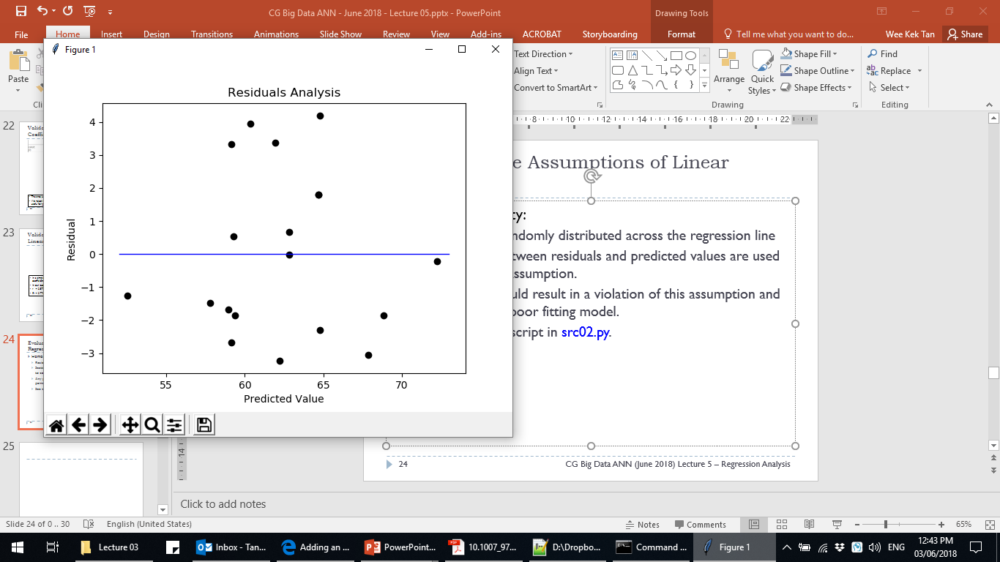 CG Big Data ANN - June 2018 - Lecture 05.pptx - PowerPoint
Drawing Tools
File
Home
Insert
Design
Transitions
Animations
Slide Show
Review
View
Add-ins
ACROBAT
Storyboarding
Format
Tell me what you want to do...
Wee Kek Tan
Share
Paste
Text Direction
Align Text
Convert to SmartArt
Arrange
Quick
Styles
Shape Fill
Shape Outline
Shape Effects
Drawing
Find
Replace
Select
Editing
Figure 1
Residuals Analysis
4
3
2
1
0
−1
−2
−3
Residual
55
60
65
70
Predicted Value
22
23
24
25
8
10
12
14
16
18
20
22
14
e Assumptions of Linear
ty:
ndomly distributed across the regression line
tween residuals and predicted values are used
ssumption.
uld result in a violation of this assumption and
poor fitting model.
script in src02.py.
24
CG Big Data ANN (June 2018) Lecture 5 – Regression Analysis
Click to add notes
Slide 24 of 0 .. 30
English (United States)
Notes
Comments
65%
Lecture 03
Inbox - Tan...
Adding an ...
PowerPoint...
10.1007_97...
D:\Dropbo...
Command ...
Figure 1
ENG
12:43 PM
03/06/2018